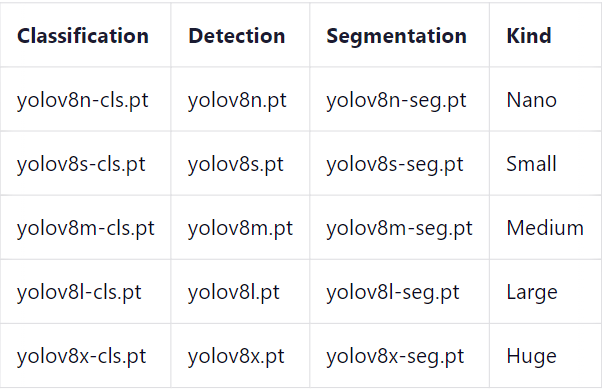 Classification Detection Segmentation Kind
yolov8n-cls.pt yolov8n.pt yolov8n-seg.pt Nano
yolov8s-cls.pt yolov8s.pt yolov8s-seg.pt Small
yolov8m-cls.pt yolov8m.pt yolov8m-seg.pt Medium
yolov8l-cls.pt yolov8l.pt yolov8l-seg.pt Large
yolov8x-cls.pt yolov8x.pt yolov8x-seg.pt Huge